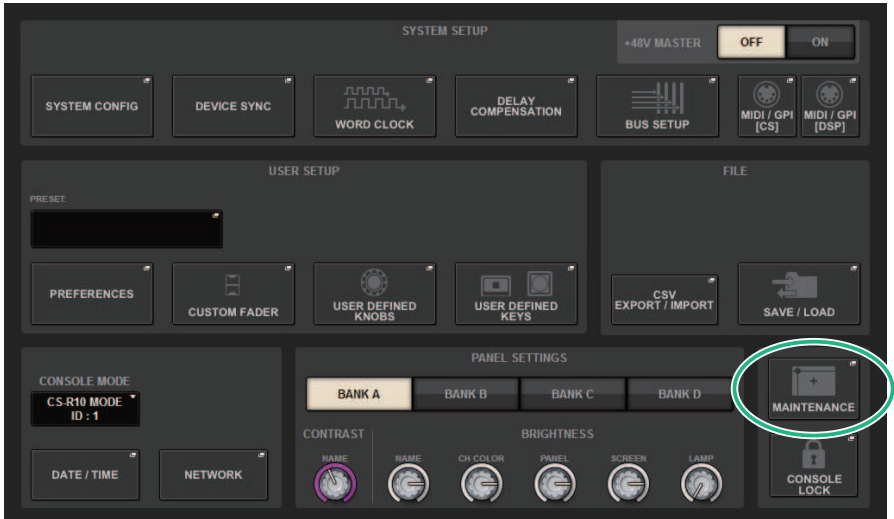 SYSTEM SETUP
+48V MASTER
OFF
ON
SYSTEM CONFIG
DEVICE SYNC
WORD CLOCK
DELAY
COMPENSATION
BUS SETUP
MIDI / GPI
[CS]
MIDI / GPI
[DSP]
USER SETUP
PRESET:
PREFERENCES
CUSTOM FADER
USER DEFINED
KNOBS
USER DEFINED
KEYS
FILE
CSV
EXPORT / IMPORT
SAVE / LOAD
CONSOLE MODE
CS-R10 MODE
ID : 1
DATE / TIME
NETWORK
PANEL SETTINGS
BANK A
BANK B
BANK C
BANK D
CONTRAST
BRIGHTNESS
NAME
NAME
CH COLOR
PANEL
SCREEN
LAMP
MAINTENANCE
CONSOLE
LOCK